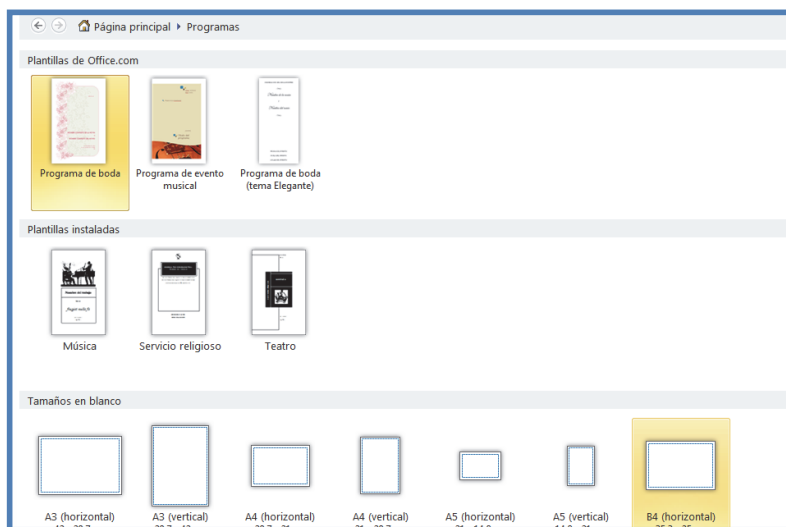 Página principal ▸ Programas
Plantillas de Office.com
Programa de boda
Programa de evento musical
Programa de boda (tema Elegante)
Plantillas instaladas
Música
Servicio religioso
Teatro
Tamaños en blanco
A3 (horizontal)
A3 (vertical)
A4 (horizontal)
A4 (vertical)
A5 (horizontal)
A5 (vertical)
B4 (horizontal)